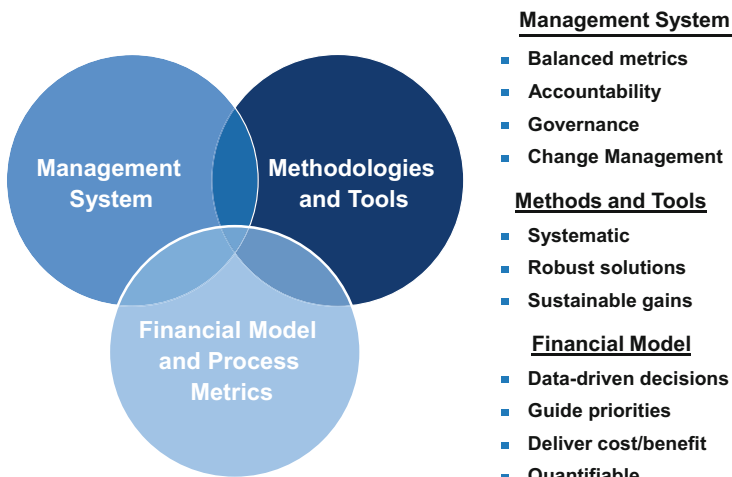 Management
System
Methodologies
and Tools
Financial Model
and Process
Metrics
Management System
Balanced metrics
Accountability
Governance
Change Management
Methods and Tools
Systematic
Robust solutions
Sustainable gains
Financial Model
Data-driven decisions
Guide priorities
Deliver cost/benefit
Quantifiable